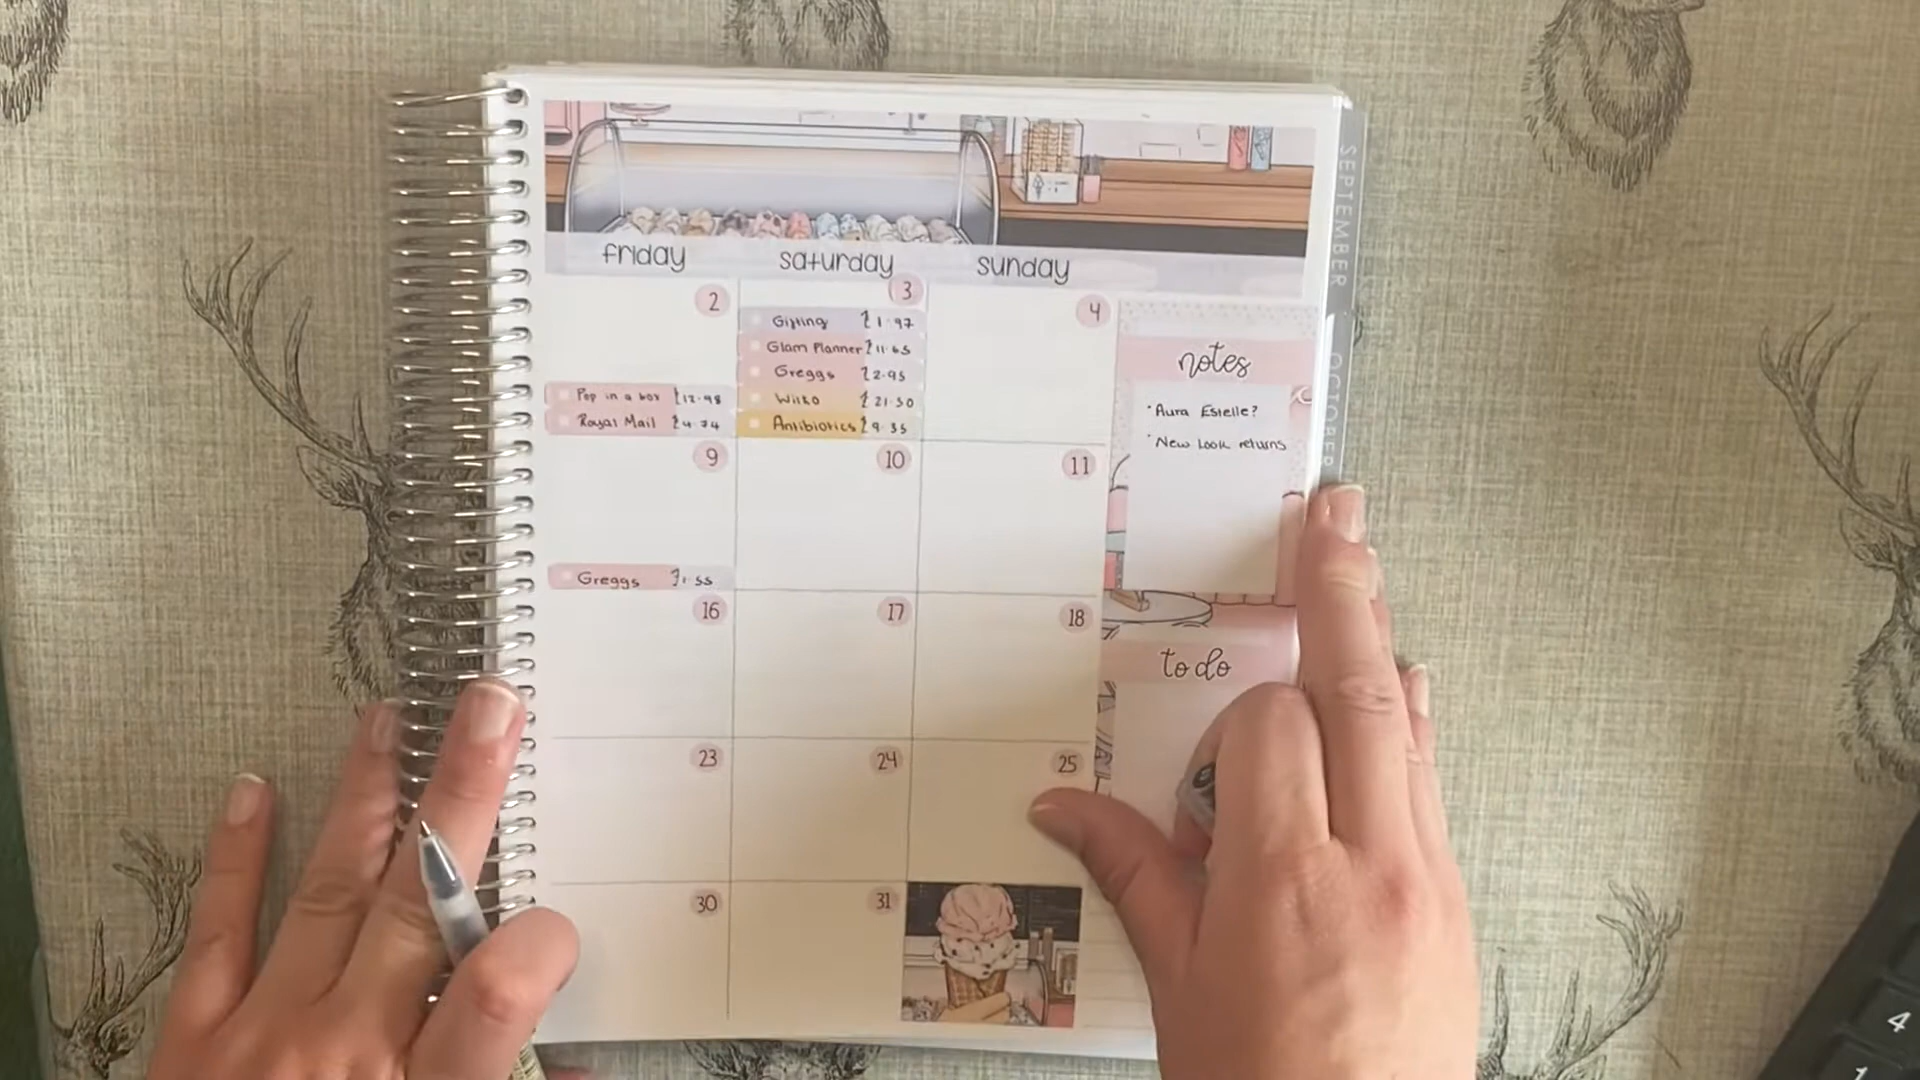 SEPTEMBER
OCTOBER
friday
saturday
sunday
2
3
4
Gifting £1.97
Glam Planner £11.65
Greggs £2.95
Wilko £21.50
Antibiotics £9.35
Pop in a box £12.98
Royal Mail £4.74
notes
Aura Estelle?
New Look returns
9
10
11
Greggs £1.55
16
17
18
to do
23
24
25
30
31
4
1